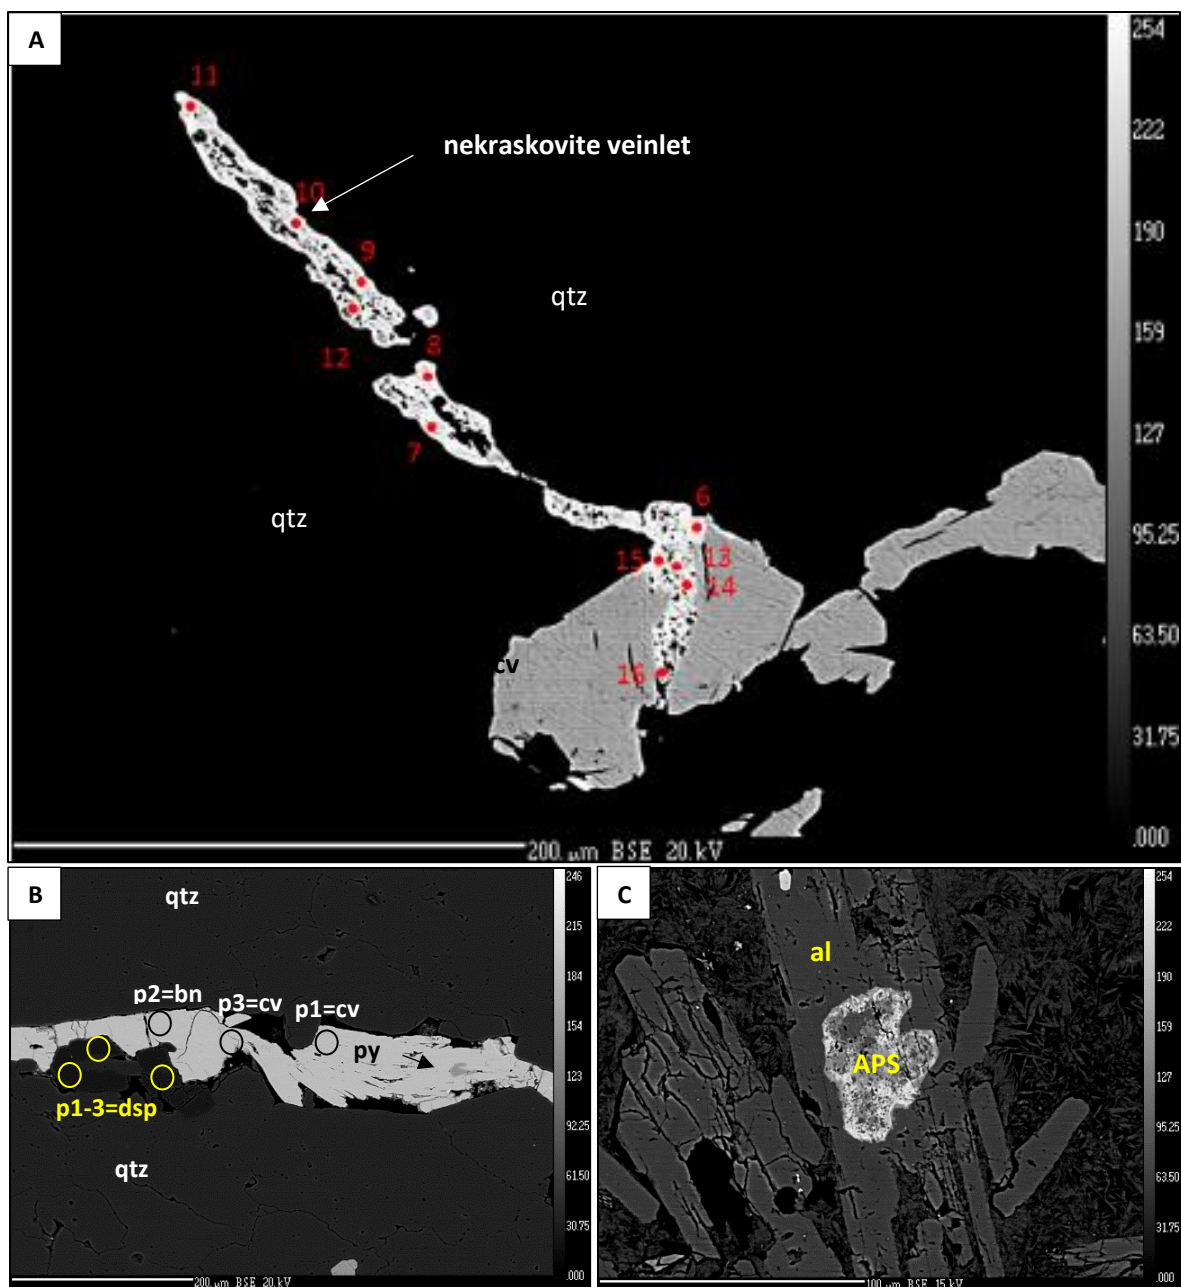 A
254
11
222
nekraskovite veinlet
10
190
9
qtz
159
12
8
127
7
qtz
6
95.25
15
13
14
63.50
cv
16
31.75
.000
200. µm BSE 20. kV
B
246
qtz
215
184
p2=bn
p3=cv
p1=cv
154
py
123
p1-3=dsp
92.25
qtz
61.50
30.75
.000
200. µm BSE 20. kV
C
254
222
al
190
159
APS
127
95.25
63.50
31.75
.000
100. µm BSE 15. kV